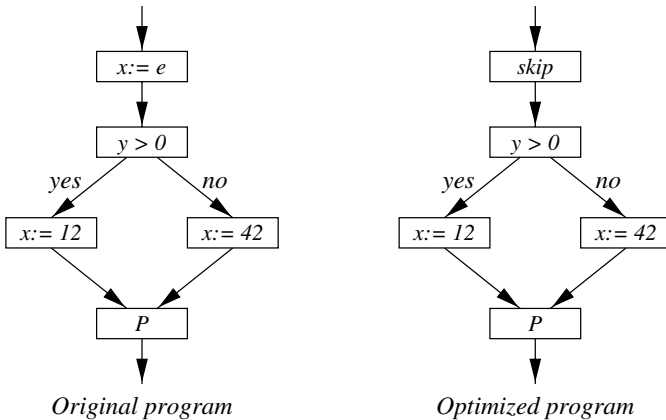 x:= e
y > 0
yes
no
x:= 12
x:= 42
P
Original program
skip
y > 0
yes
no
x:= 12
x:= 42
P
Optimized program